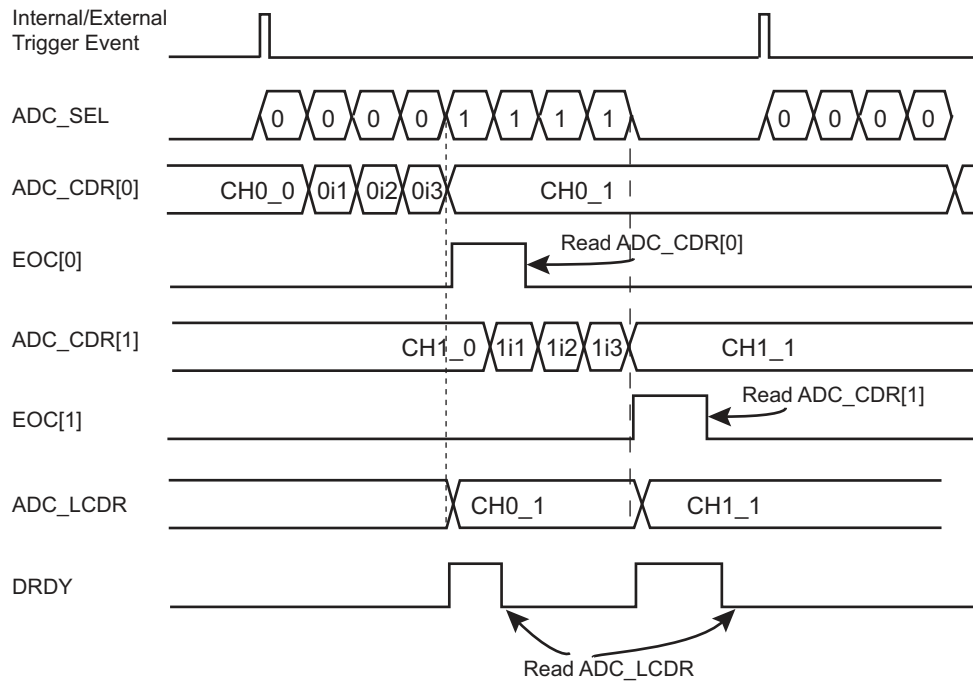 Internal/External
Trigger Event
ADC_SEL
0 0 0 0 1 1 1 1 0 0 0 0
ADC_CDR[0]
CH0_0 0i1 0i2 0i3 CH0_1
EOC[0]
Read ADC_CDR[0]
ADC_CDR[1]
CH1_0 1i1 1i2 1i3 CH1_1
EOC[1]
Read ADC_CDR[1]
ADC_LCDR
CH0_1 CH1_1
DRDY
Read ADC_LCDR